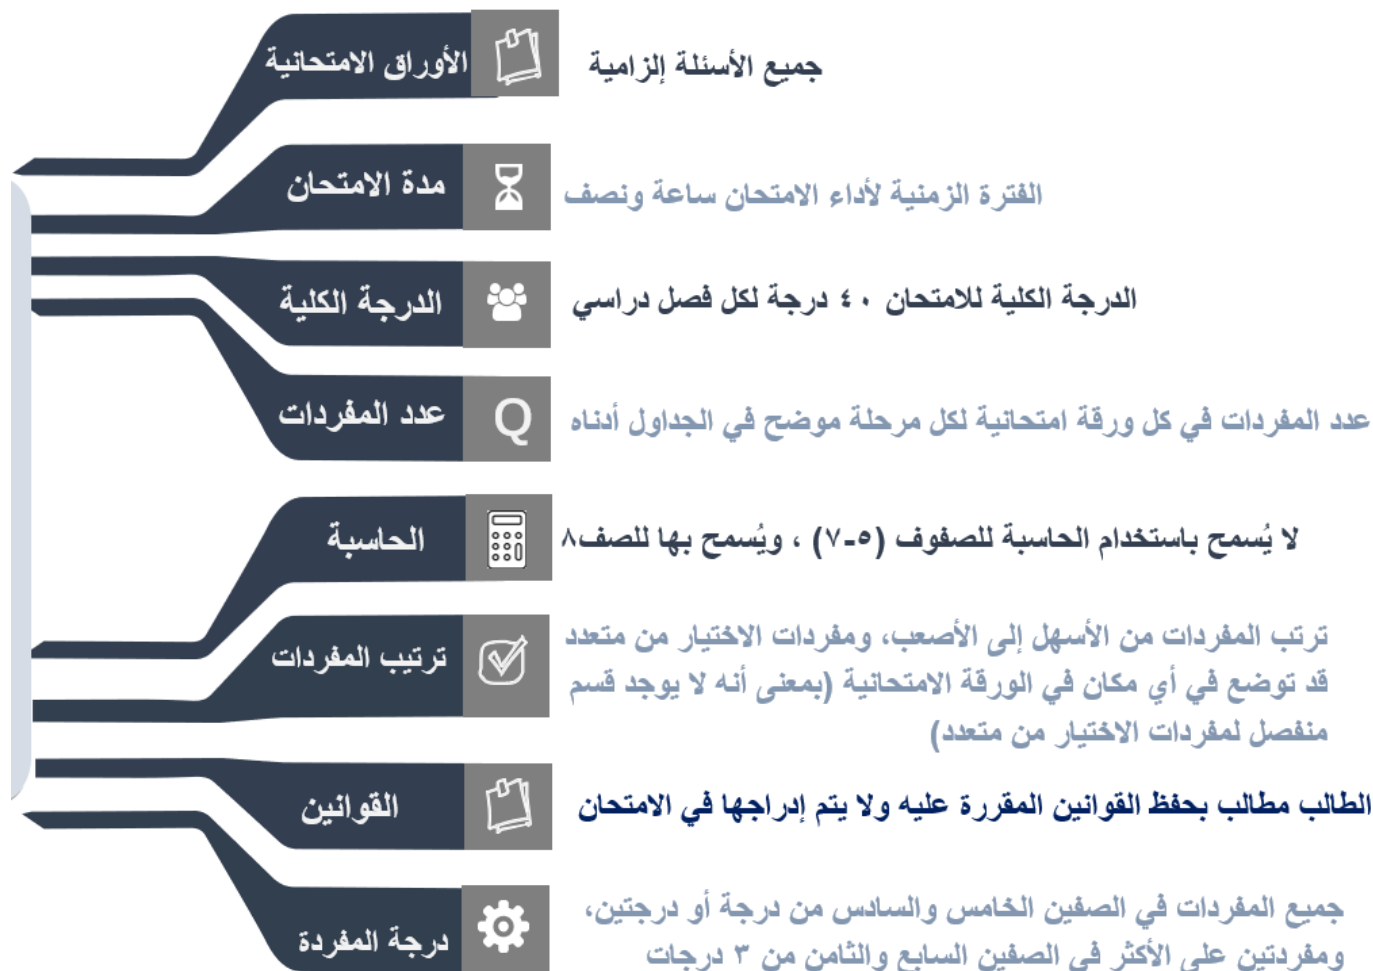 الأوراق الامتحانية
جميع الأسئلة إلزامية
مدة الامتحان
الفترة الزمنية لأداء الامتحان ساعة ونصف
الدرجة الكلية
الدرجة الكلية للامتحان ٤٠ درجة لكل فصل دراسي
عدد المفردات
Q
عدد المفردات في كل ورقة امتحانية لكل مرحلة موضح في الجداول أدناه
الحاسبة
لا يُسمح باستخدام الحاسبة للصفوف (٥-٧) ، ويُسمح بها للصف٨
ترتيب المفردات
ترتب المفردات من الأسهل إلى الأصعب، ومفردات الاختيار من متعدد
قد توضع في أي مكان في الورقة الامتحانية (بمعنى أنه لا يوجد قسم
منفصل لمفردات الاختيار من متعدد)
القوانين
الطالب مطالب بحفظ القوانين المقررة عليه ولا يتم إدراجها في الامتحان
درجة المفردة
جميع المفردات في الصفين الخامس والسادس من درجة أو درجتين،
ومفردتين على الأكثر في الصفين السابع والثامن من ٣ درجات